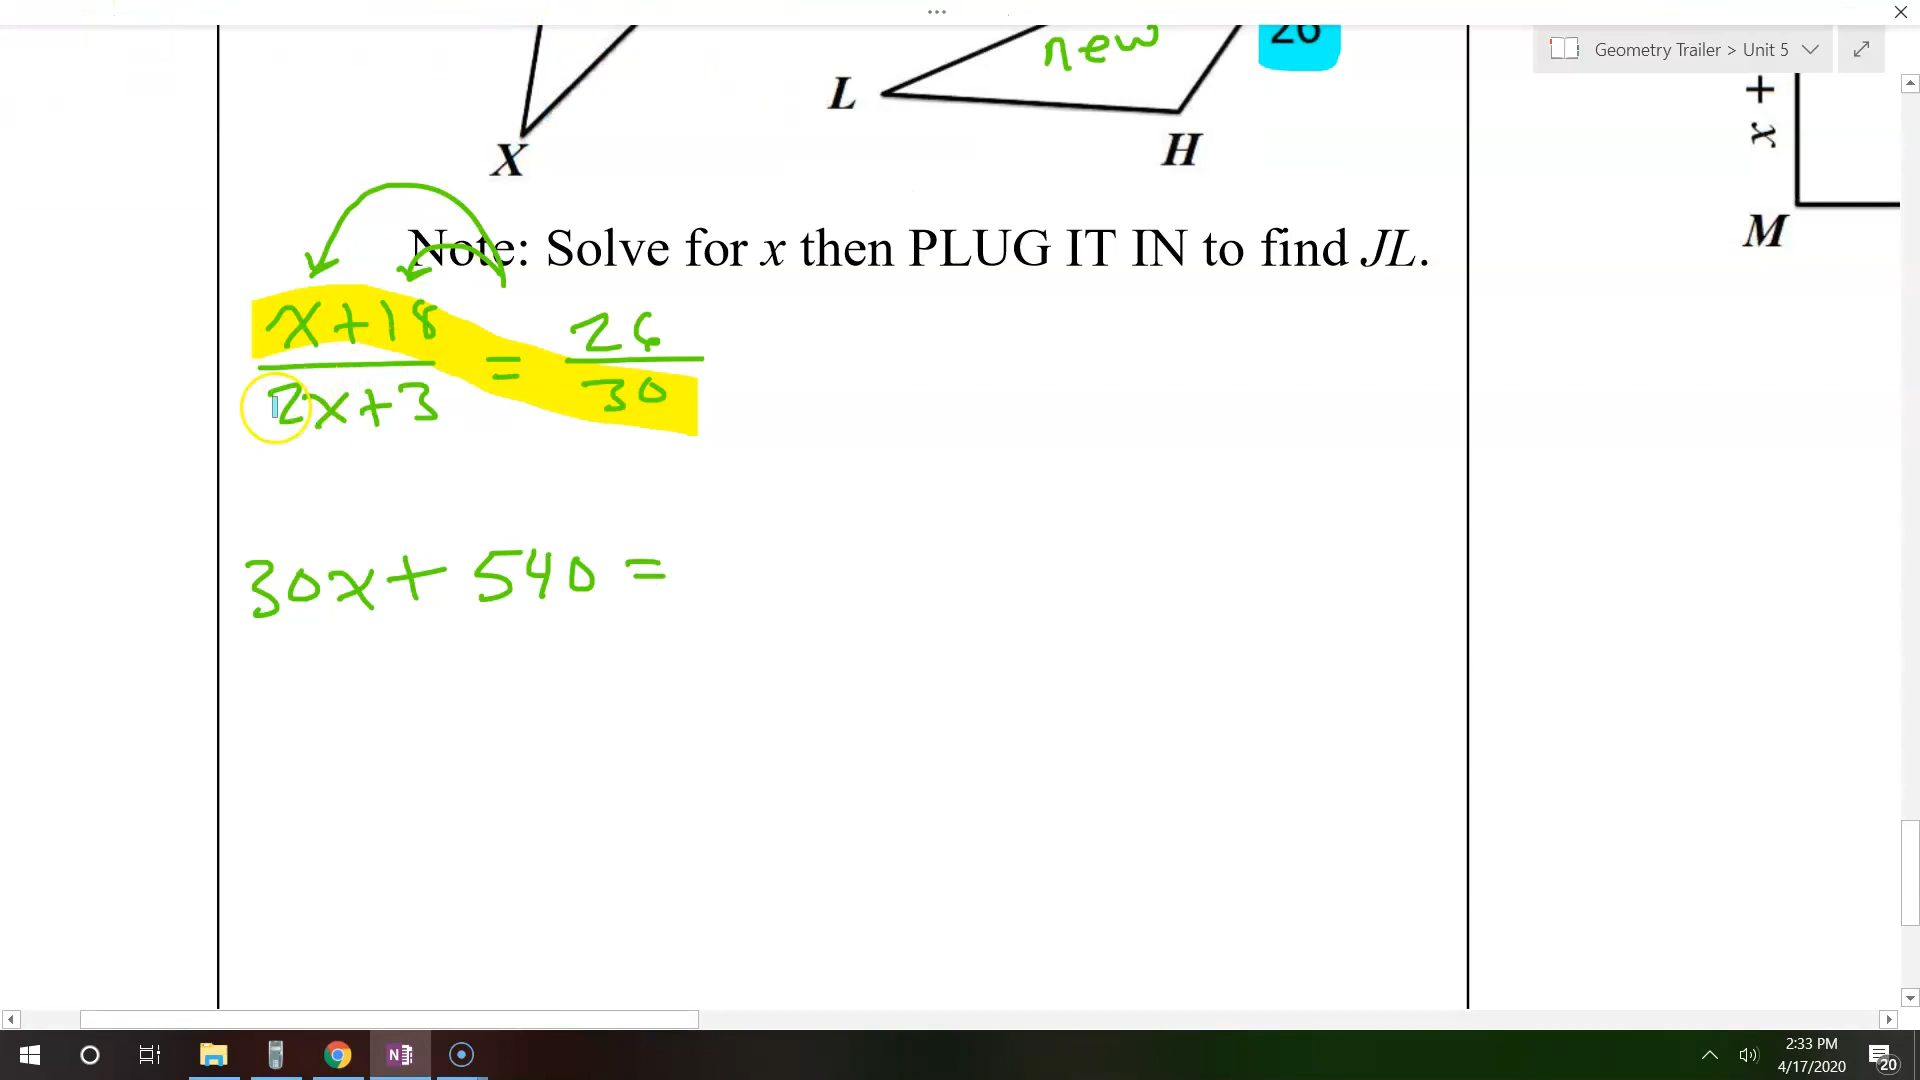 ...
Geometry Trailer > Unit 5
new
26
L
H
X
+
x
M
Note: Solve for x then PLUG IT IN to find JL.
x+18 = 26
2x+3 30
30x+540=
N
2:33 PM
4/17/2020
20